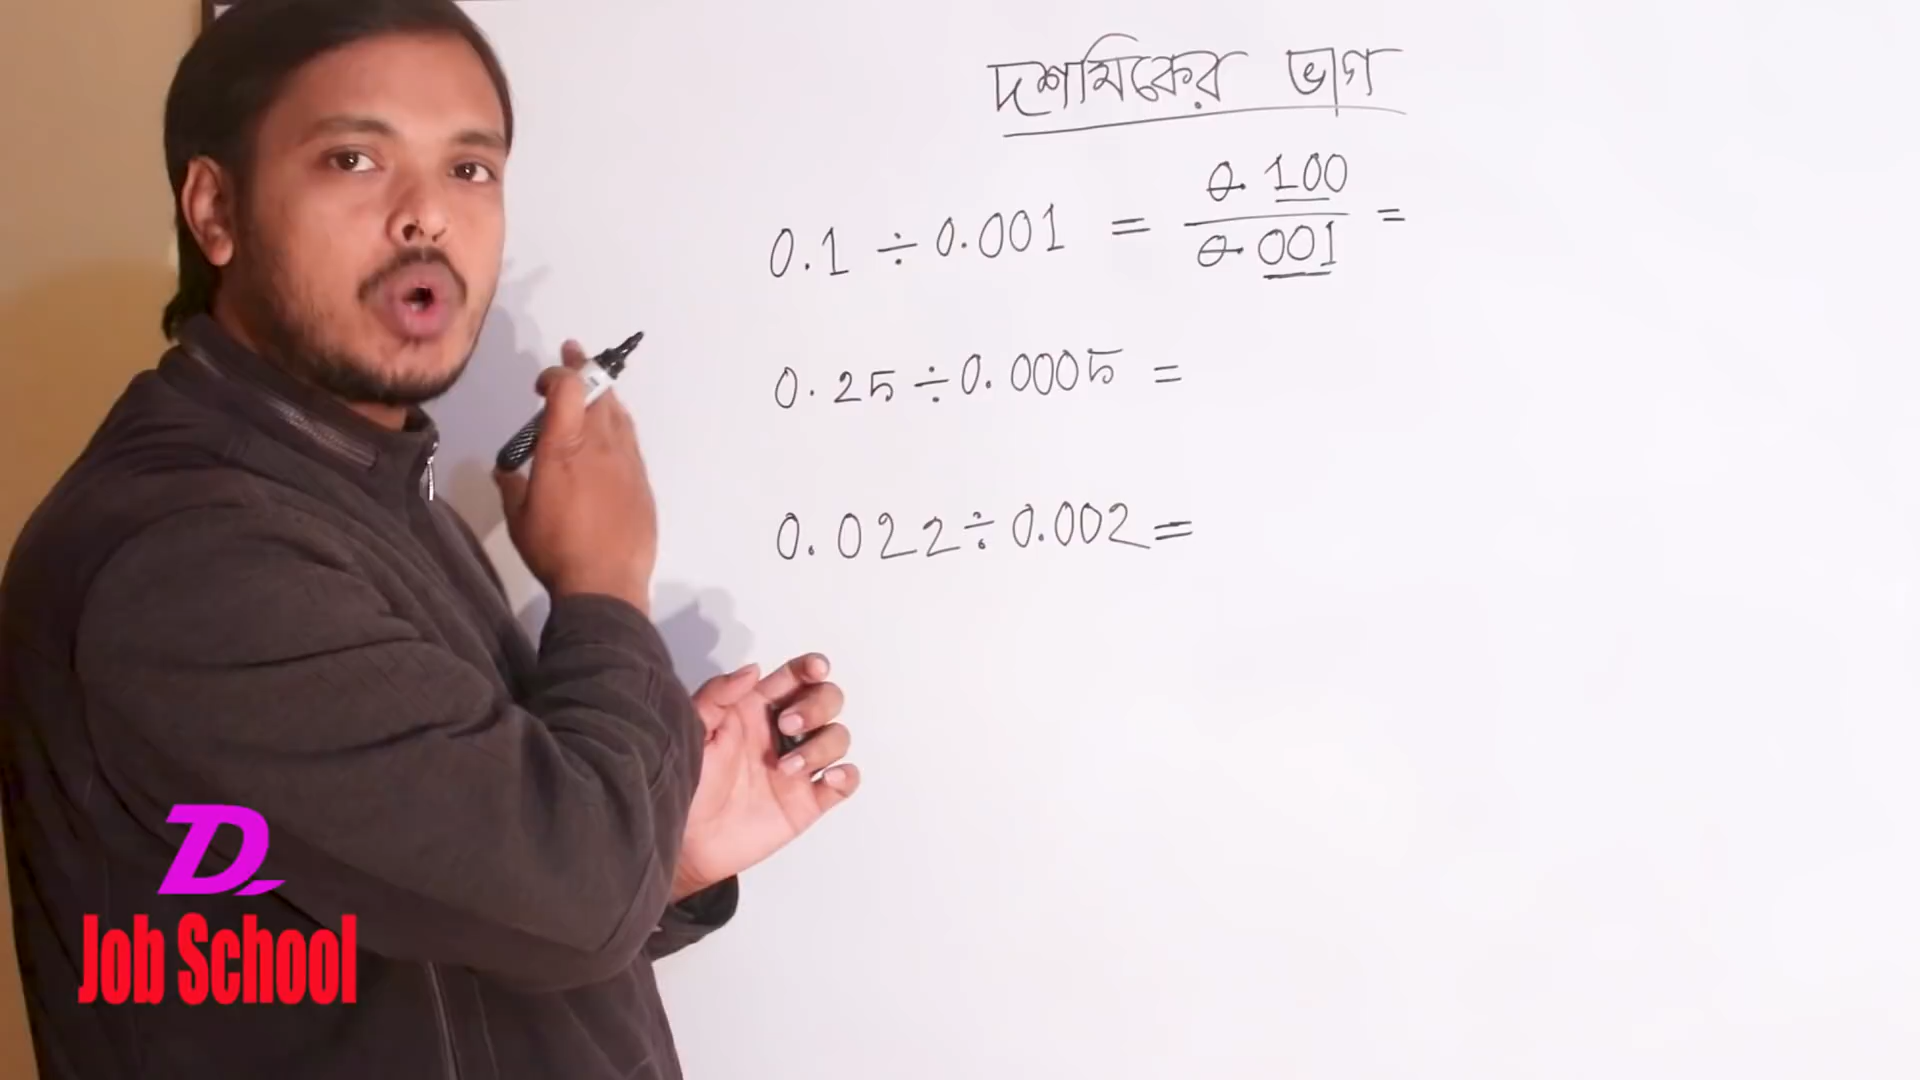 দশমিকের ভাগ
0.1 ÷ 0.001 = 0.100/0.001 =
0.25 ÷ 0.0005 =
0.022 ÷ 0.002 =
D
Job School